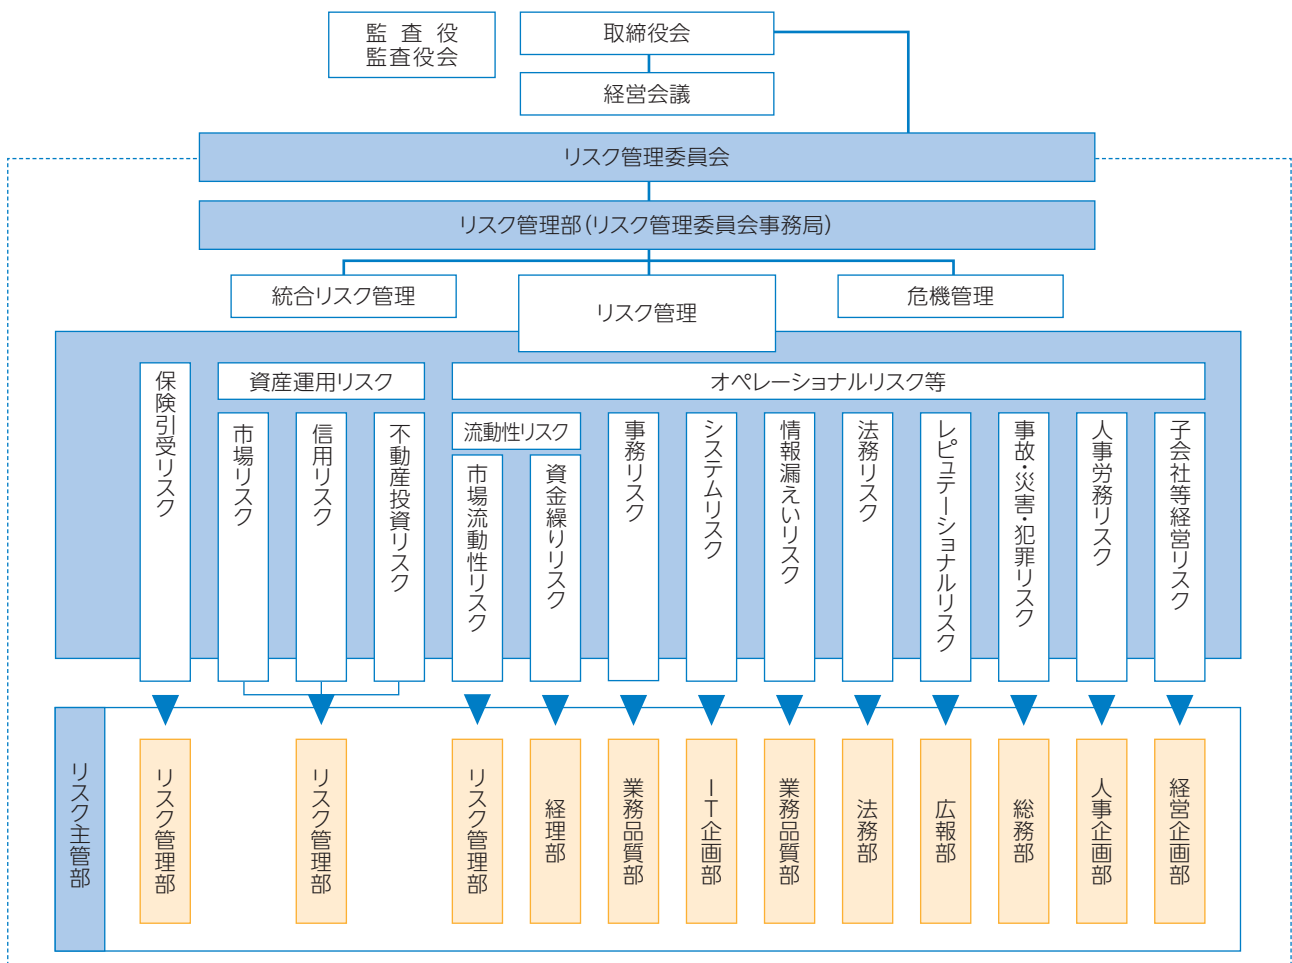 監査役
監査役会
取締役会
経営会議
リスク管理委員会
リスク管理部(リスク管理委員会事務局)
統合リスク管理
リスク管理
危機管理
保険引受リスク
資産運用リスク
市場リスク
信用リスク
不動産投資リスク
オペレーショナルリスク等
流動性リスク
市場流動性リスク
資金繰りリスク
事務リスク
システムリスク
情報漏えいリスク
法務リスク
レピュテーショナルリスク
事故・災害・犯罪リスク
人事労務リスク
子会社等経営リスク
リスク主管部
リスク管理部
リスク管理部
リスク管理部
経理部
業務品質部
IT企画部
業務品質部
法務部
広報部
総務部
人事企画部
経営企画部